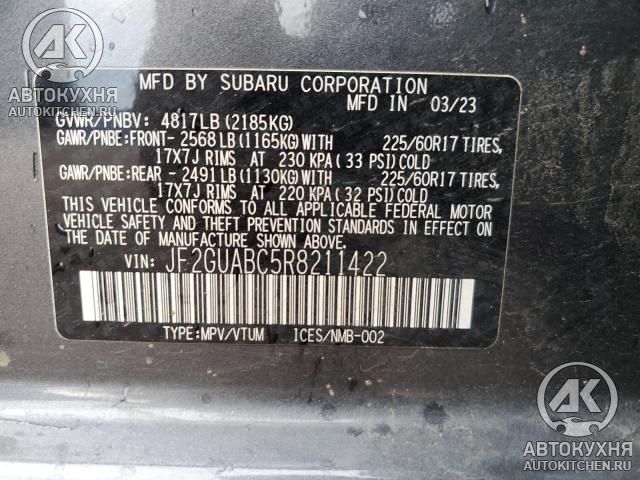 AK
АВТОКУХНЯ
AUTOKITCHEN.RU
MFD BY SUBARU CORPORATION
MFD IN 03/23
GVWR/PNBV: 4817LB(2185KG)
GAWR/PNBE:FRONT-2568LB(1165KG)WITH 225/60R17 TIRES,
17X7J RIMS AT 230 KPA(33 PSI)COLD
GAWR/PNBE:REAR -2491LB(1130KG)WITH 225/60R17 TIRES,
17X7J RIMS AT 220 KPA(32 PSI)COLD
THIS VEHICLE CONFORMS TO ALL APPLICABLE FEDERAL MOTOR
VEHICLE SAFETY AND THEFT PREVENTION STANDARDS IN EFFECT
ON THE DATE OF MANUFACTURE SHOWN ABOVE.
VIN: JF2GUABC5R8211422
TYPE:MPV/VTUM ICES/NMB-002
AK
АВТОКУХНЯ
AUTOKITCHEN.RU